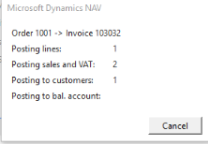 Microsoft Dynamics NAV
Order 1001 -> Invoice 103032
Posting lines: 1
Posting sales and VAT: 2
Posting to customers: 1
Posting to bal. account:
Cancel